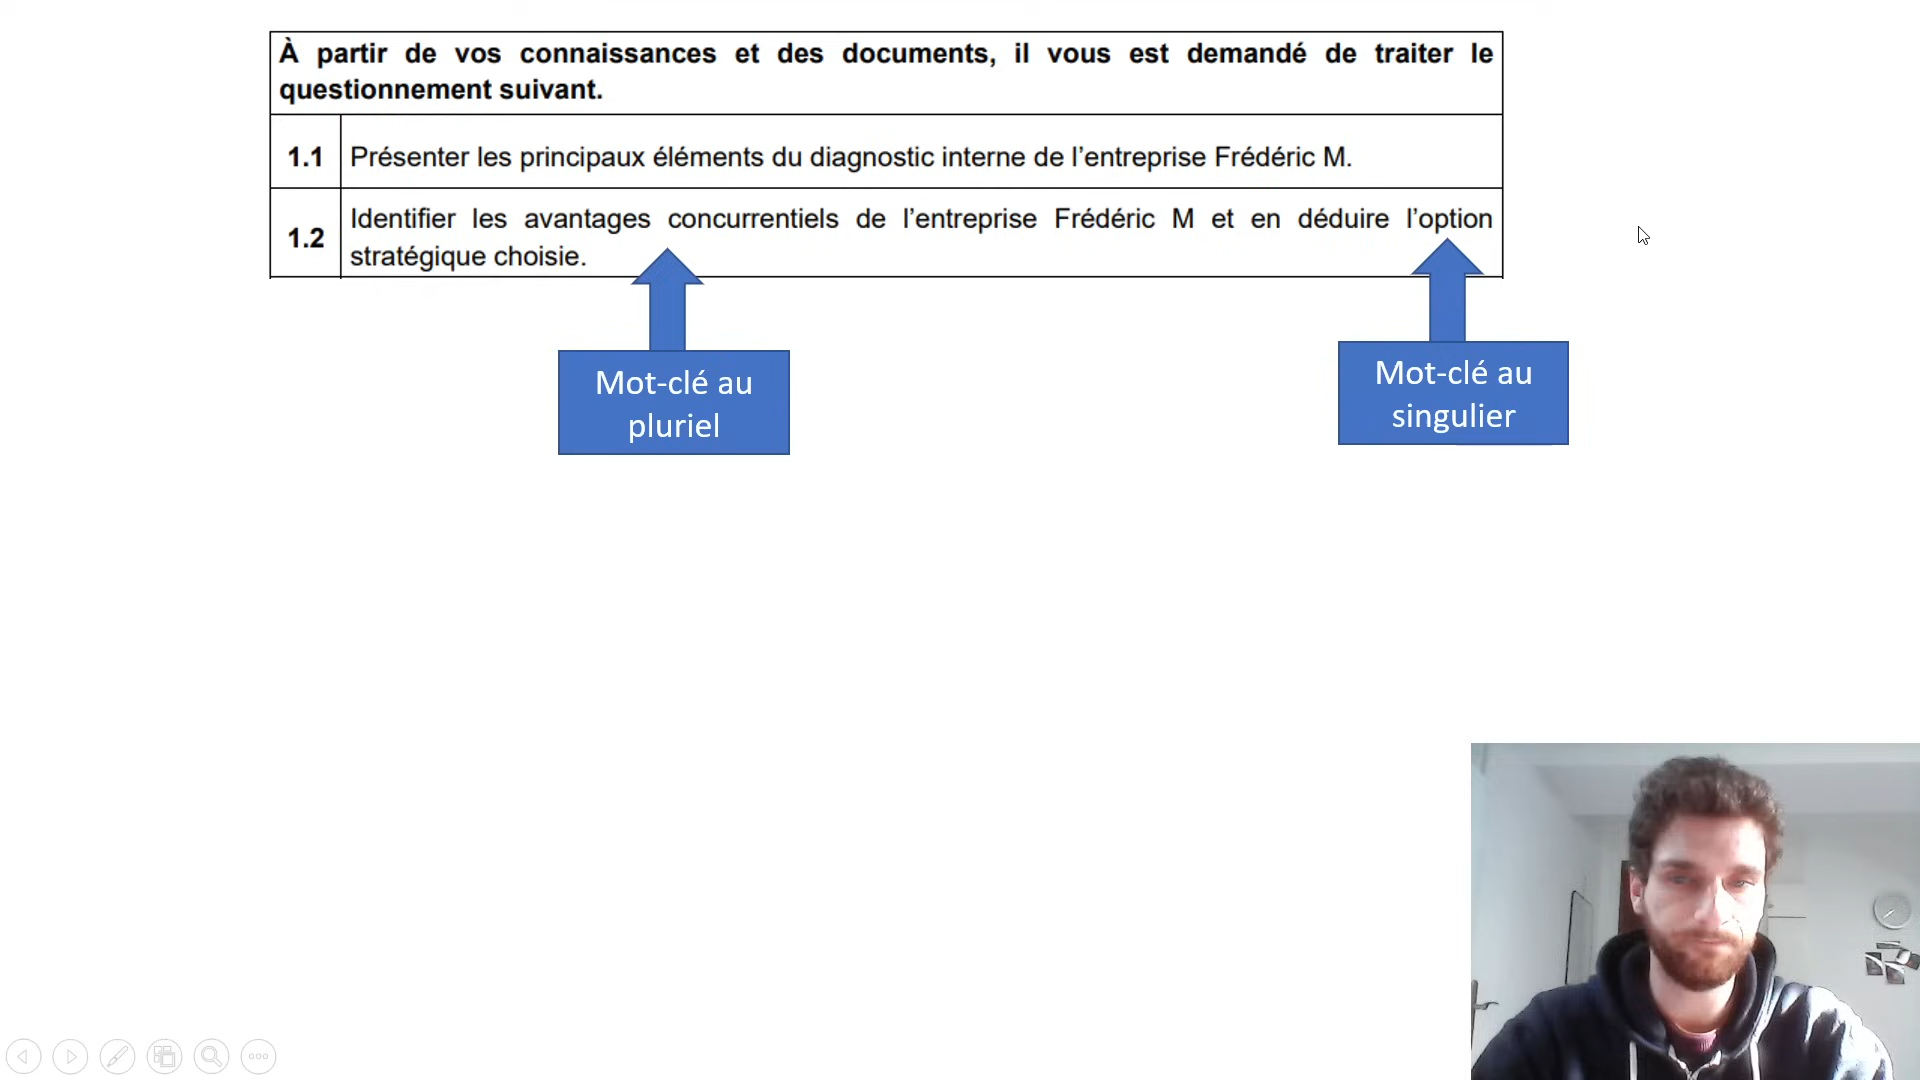 À partir de vos connaissances et des documents, il vous est demandé de traiter le
questionnement suivant.
1.1 Présenter les principaux éléments du diagnostic interne de l’entreprise Frédéric M.
1.2 Identifier les avantages concurrentiels de l’entreprise Frédéric M et en déduire l’option
stratégique choisie.
Mot-clé au
pluriel
Mot-clé au
singulier